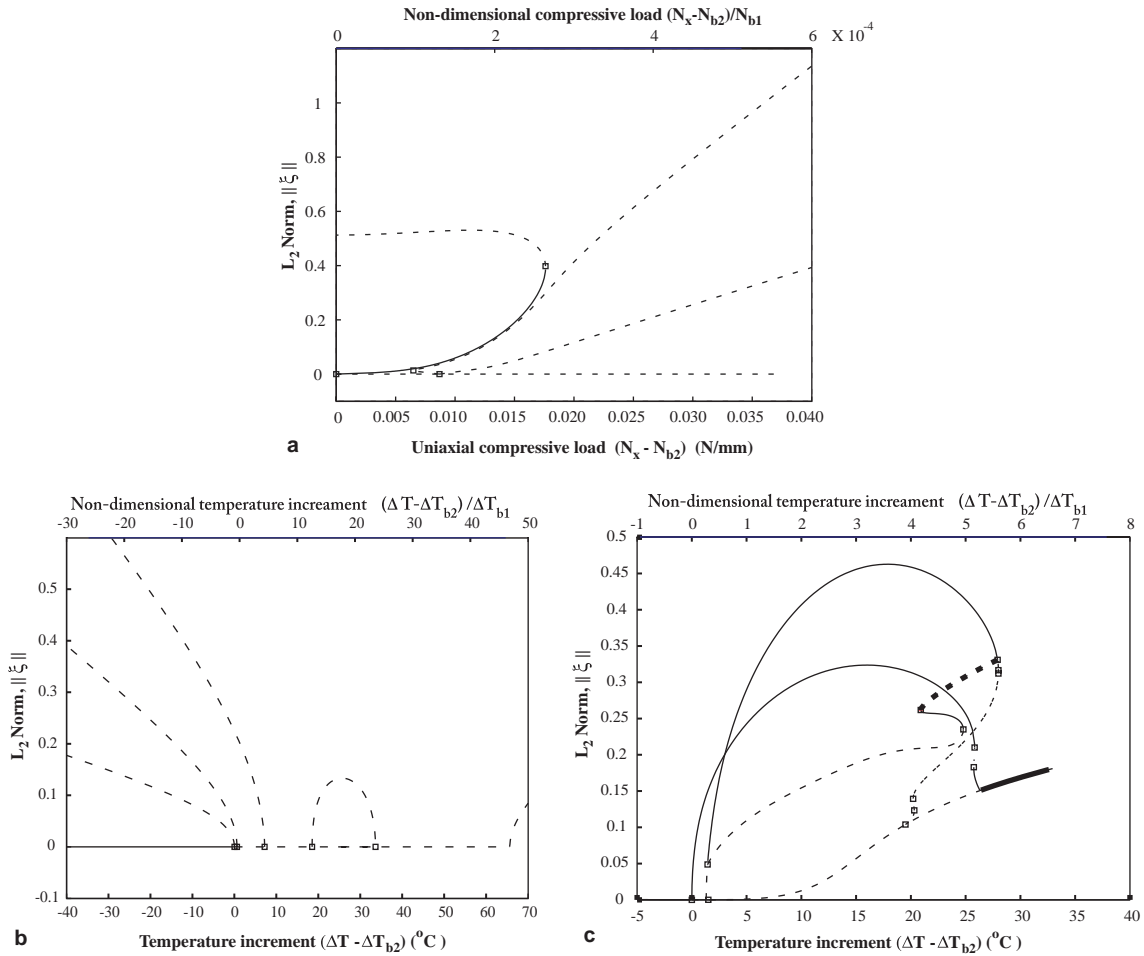 Non-dimensional compressive load (Nx-Nb2)/Nb1
0 2 4 6 X 10-4
1
0.8
0.6
0.4
0.2
0
L2 Norm, || ξ ||
0 0.005 0.010 0.015 0.020 0.025 0.030 0.035 0.040
a Uniaxial compressive load (Nx - Nb2) (N/mm)
Non-dimensional temperature increament (Δ T-ΔTb2) /ΔTb1
-30 -20 -10 0 10 20 30 40 50
0.5
0.4
0.3
0.2
0.1
0
-0.1
L2 Norm, || ξ ||
-40 -30 -20 -10 0 10 20 30 40 50 60 70
b Temperature increment (ΔT - ΔTb2) (oC )
Non-dimensional temperature increament (Δ T-ΔTb2) /ΔTb1
-1 0 1 2 3 4 5 6 7 8
0.5
0.45
0.4
0.35
0.3
0.25
0.2
0.15
0.1
0.05
0
L2 Norm, || ξ ||
-5 0 5 10 15 20 25 30 35 40
c Temperature increment (ΔT - ΔTb2) (oC)